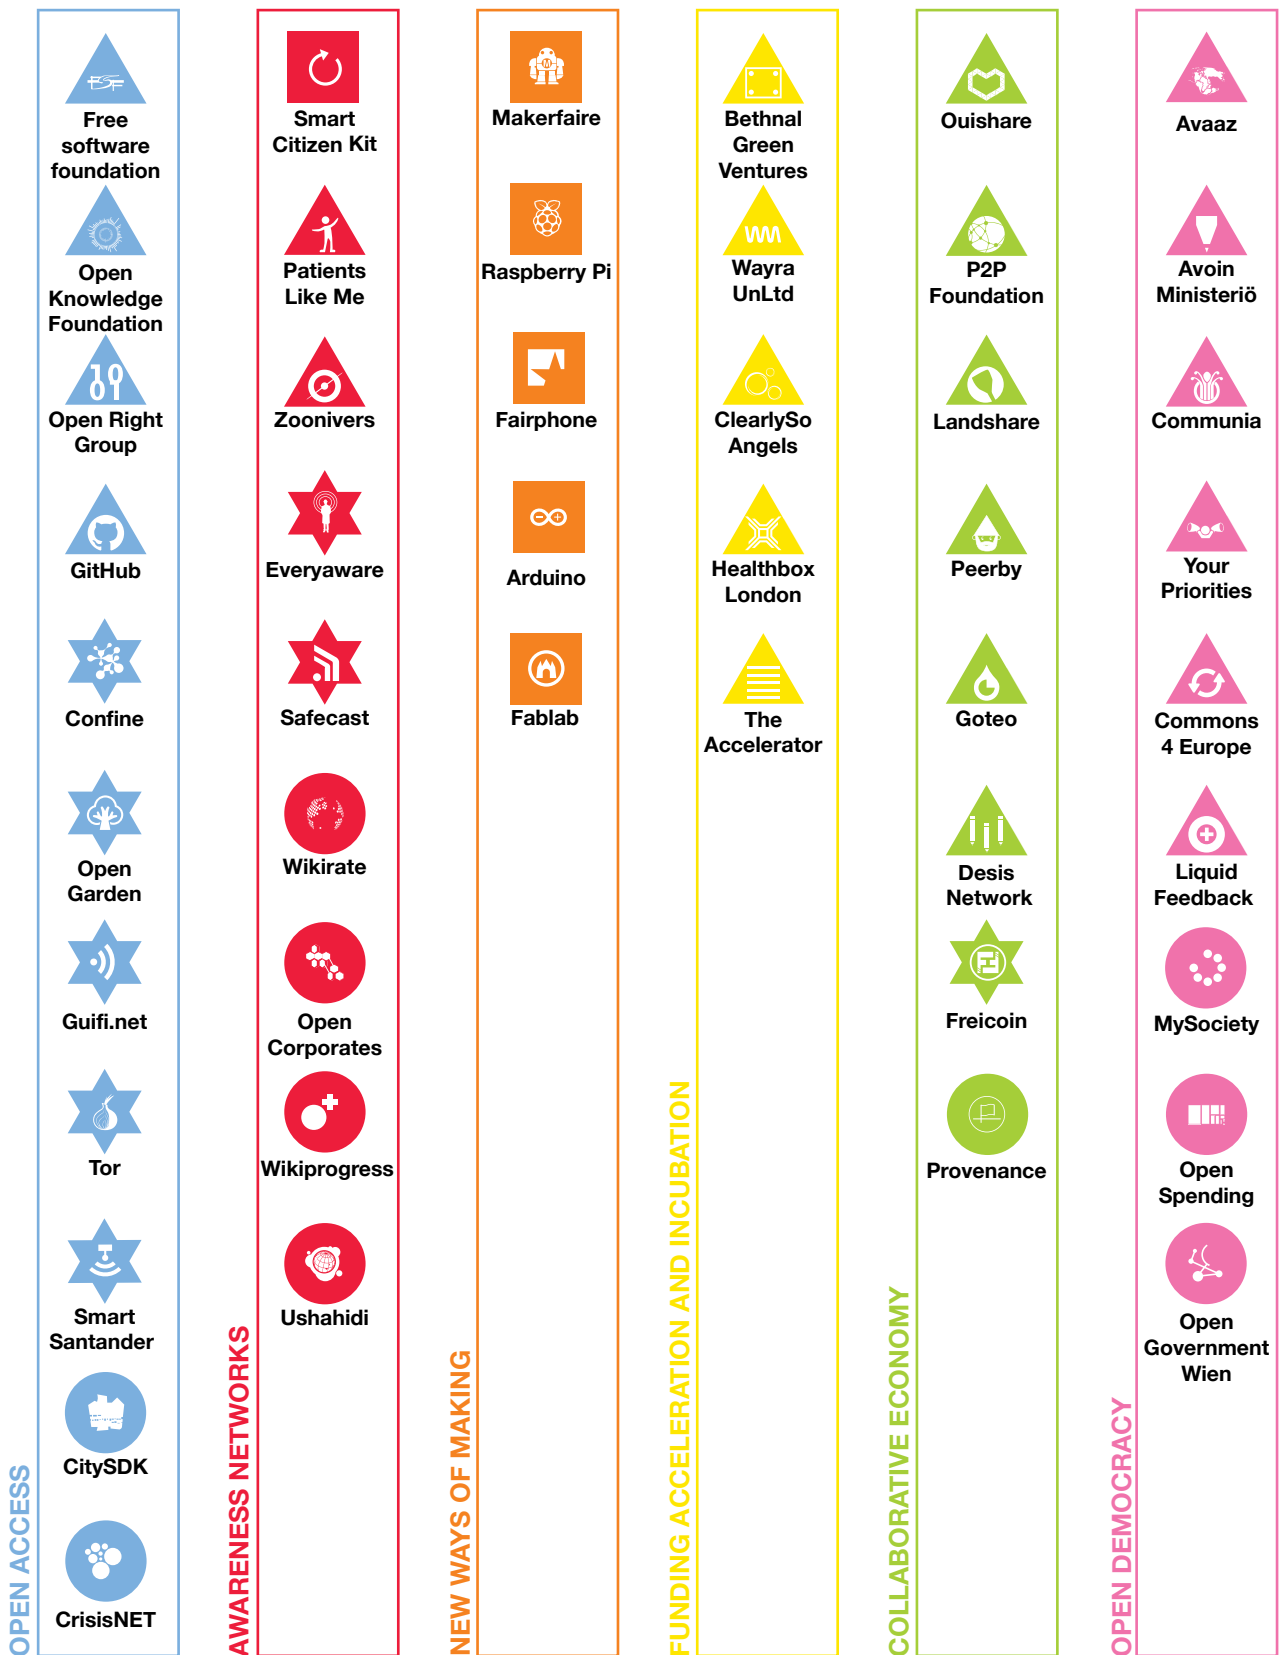 OPEN ACCESS
FSF
Free
software
foundation
Open
Knowledge
Foundation
10
01
Open Right
Group
GitHub
Confine
Open
Garden
Guifi.net
Tor
Smart
Santander
CitySDK
CrisisNET
AWARENESS NETWORKS
Smart
Citizen Kit
Patients
Like Me
Zoonivers
Everyaware
Safecast
Wikirate
Open
Corporates
Wikiprogress
Ushahidi
NEW WAYS OF MAKING
M
Makerfaire
Raspberry Pi
Fairphone
Arduino
Fablab
FUNDING ACCELERATION AND INCUBATION
Bethnal
Green
Ventures
Wayra
UnLtd
ClearlySo
Angels
Healthbox
London
The
Accelerator
COLLABORATIVE ECONOMY
Ouishare
P2P
Foundation
Landshare
Peerby
Goteo
Desis
Network
Freicoin
Provenance
OPEN DEMOCRACY
Avaaz
Avoin
Ministeriö
Communia
Your
Priorities
Commons
4 Europe
Liquid
Feedback
MySociety
Open
Spending
Open
Government
Wien